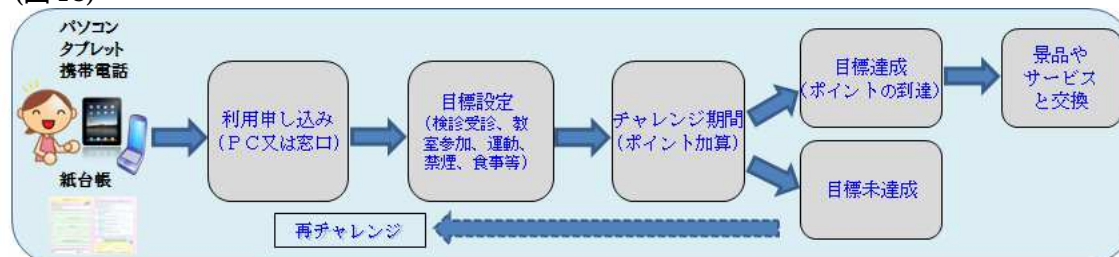 パソコン
タブレット
携帯電話
紙台帳
利用申し込み
(PC又は窓口)
目標設定
(検診受診、教
室参加、運動、
禁煙、食事等)
チャレンジ期間
(ポイント加算)
目標達成
(ポイントの到達)
景品や
サービス
と交換
目標未達成
再チャレンジ